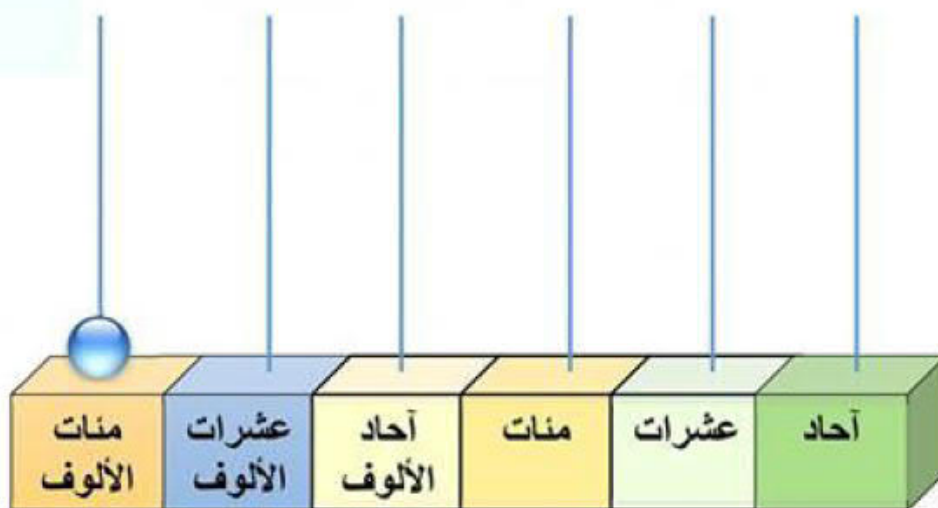 آحاد
عشرات
مئات
آحاد
الألوف
عشرات
الألوف
مئات
الألوف